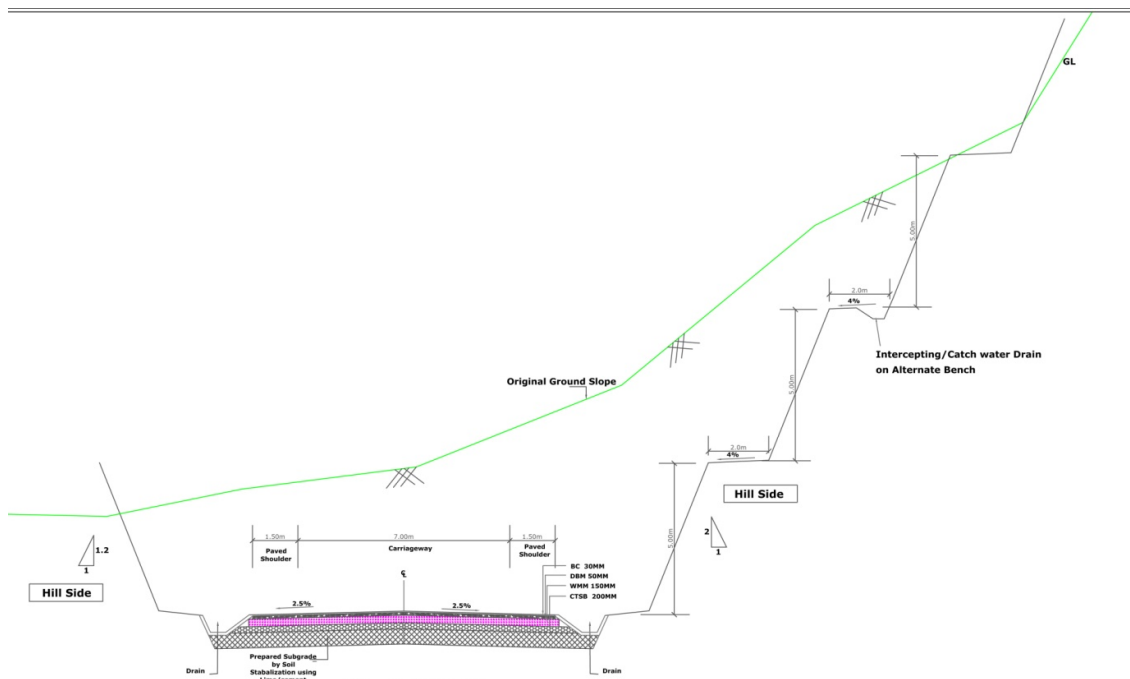 GL
5.00m
2.0m
4%
Intercepting/Catch water Drain
on Alternate Bench
Original Ground Slope
5.00m
2.0m
4%
Hill Side
2
1
5.00m
1.50m
7.00m
1.50m
Paved
Shoulder
Carriageway
Paved
Shoulder
1.2
1
Hill Side
BC 30MM
DBM 50MM
WMM 150MM
CTSB 200MM
2.5%
2.5%
Drain
Prepared Subgrade
by Soil
Stabalization using
Drain